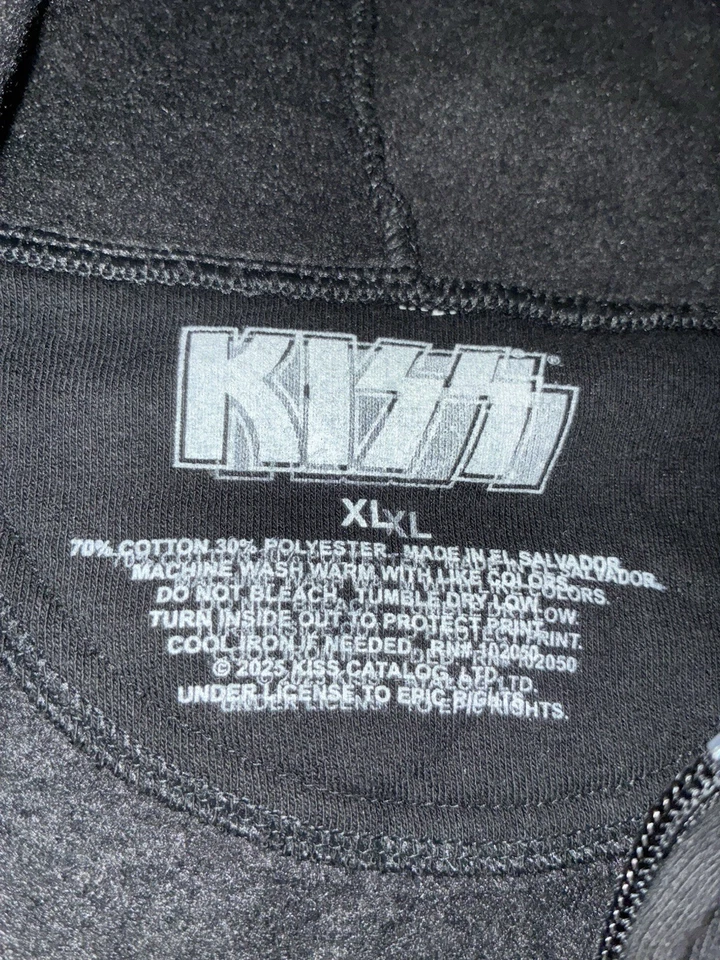 KISS®
XL
70% COTTON 30% POLYESTER. MADE IN EL SALVADOR
MACHINE WASH WARM WITH LIKE COLORS.
DO NOT BLEACH. TUMBLE DRY LOW.
TURN INSIDE OUT TO PROTECT PRINT.
COOL IRON IF NEEDED. RN# 102050
© 2025 KISS CATALOG, LTD.
UNDER LICENSE TO EPIC RIGHTS.